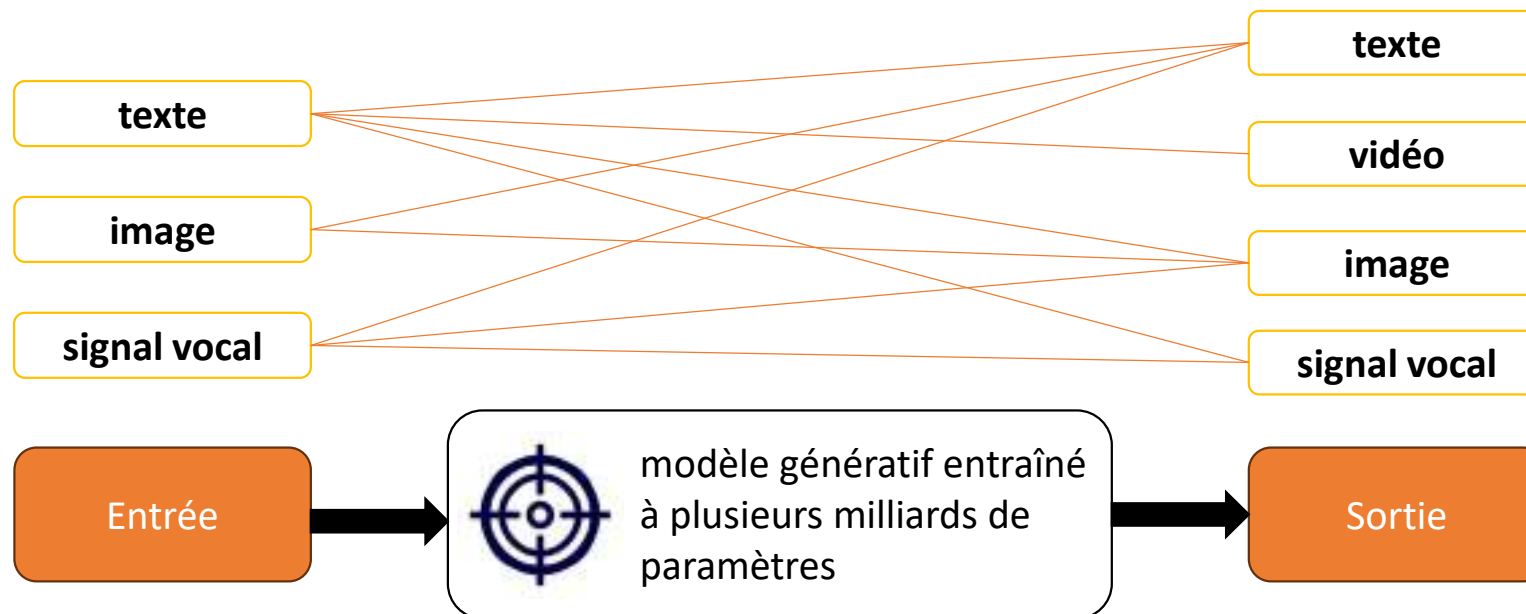 texte
texte
vidéo
image
image
signal vocal
signal vocal
Entrée
modèle génératif entraîné
à plusieurs milliards de
paramètres
Sortie